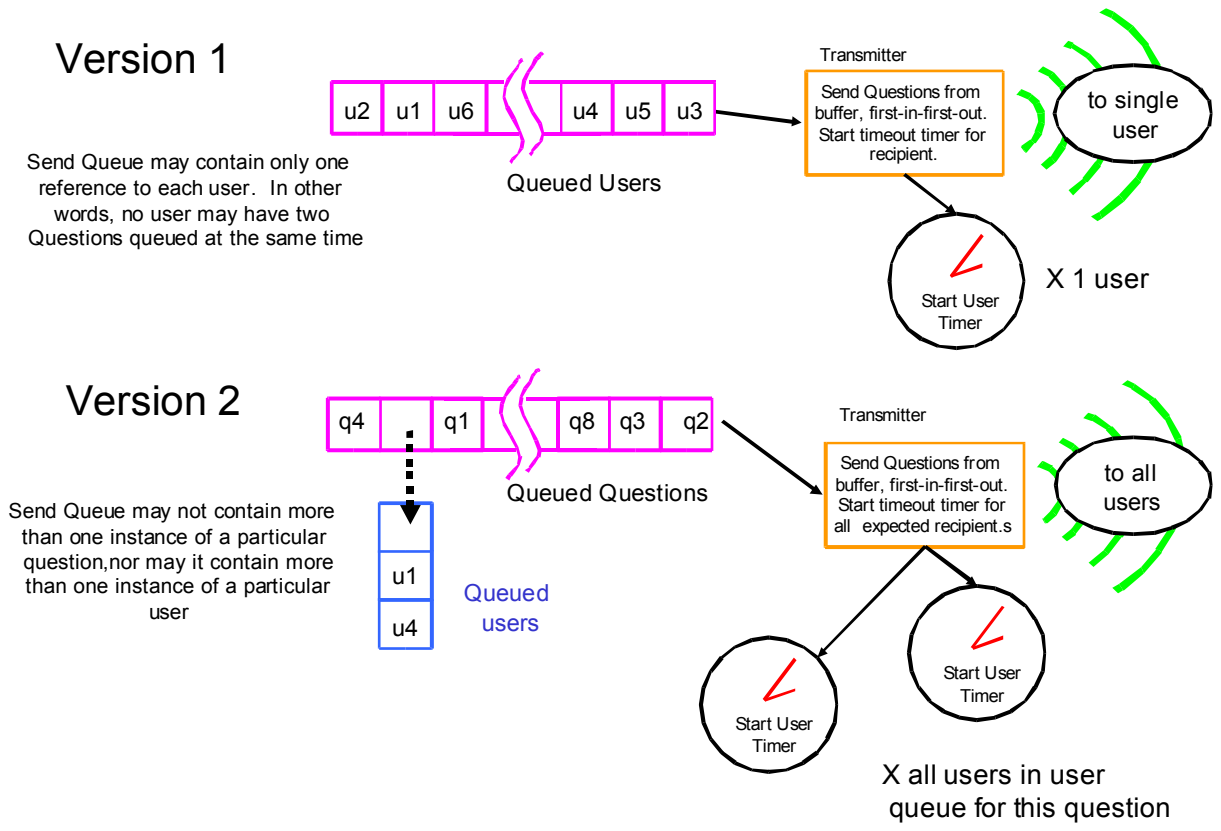 Version 1
u2 u1 u6 u4 u5 u3
Queued Users
Send Queue may contain only one
reference to each user. In other
words, no user may have two
Questions queued at the same time
Transmitter
Send Questions from
buffer, first-in-first-out.
Start timeout timer for
recipient.
to single
user
Start User
Timer
X 1 user
Version 2
q4 q1 q8 q3 q2
Queued Questions
Send Queue may not contain more
than one instance of a particular
question,nor may it contain more
than one instance of a particular
user
u1
u4
Queued
users
Transmitter
Send Questions from
buffer, first-in-first-out.
Start timeout timer for
all expected recipient.s
to all
users
Start User
Timer
Start User
Timer
X all users in user
queue for this question